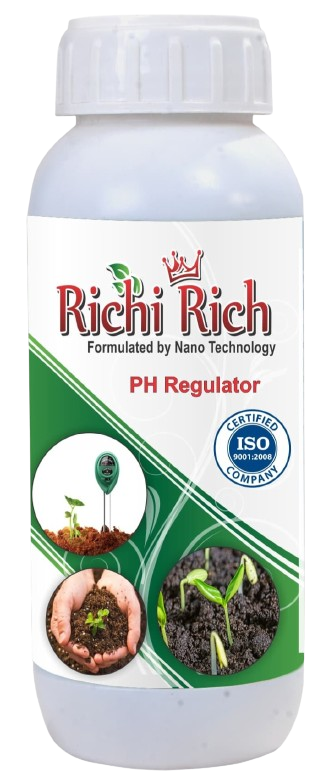 Richi Rich
Formulated by Nano Technology
PH Regulator
CERTIFIED
ISO
9001:2008
COMPANY